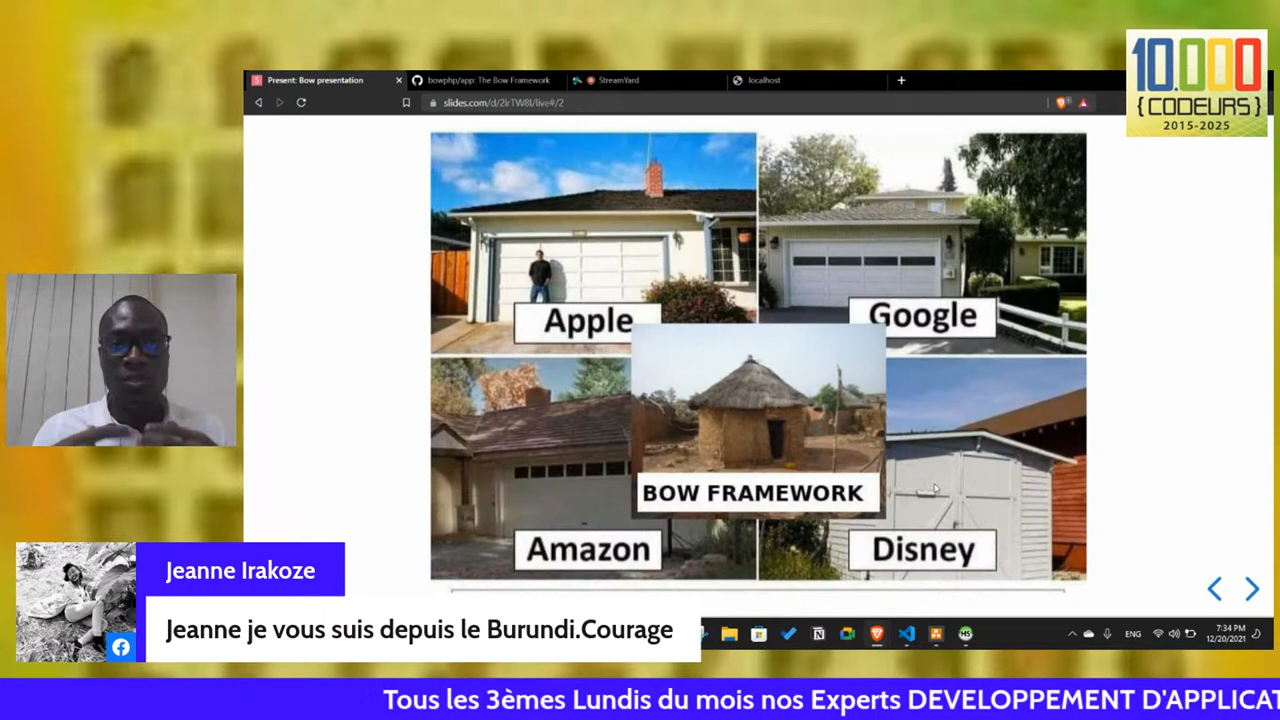 10.000
{CODEURS}
2015-2025
Present: Bow presentation
bowphp/app: The Bow Framework
StreamYard
localhost
slides.com/d/2irTW8I/live#/2
Apple
Google
BOW FRAMEWORK
Amazon
Disney
Jeanne Irakoze
Jeanne je vous suis depuis le Burundi.Courage
ENG
7:34 PM
12/20/2021
Tous les 3èmes Lundis du mois nos Experts DEVELOPPEMENT D'APPLICAT